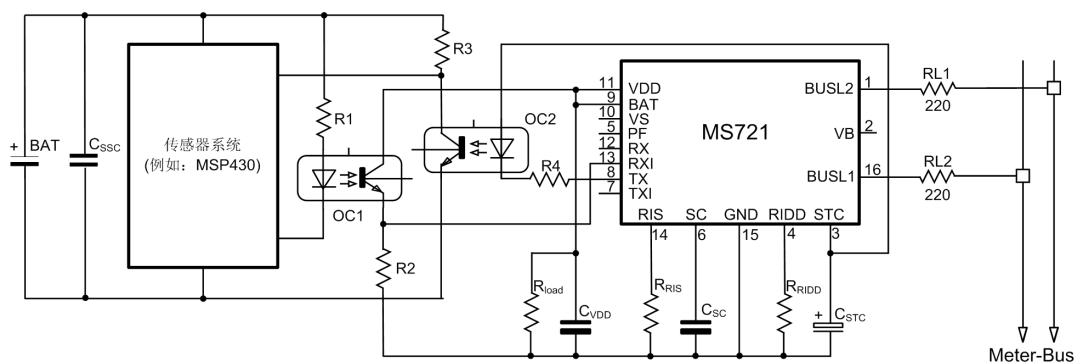 R3
R1
BAT
+
C_SSC
传感器系统
(例如：MSP430)
OC1
R2
OC2
R4
11
9
10
5
12
13
8
7
VDD
BAT
VS
PF
RX
RXI
TX
TXI
MS721
BUSL2
VB
BUSL1
1
2
16
RIS
SC
GND
RIDD
STC
14
6
15
4
3
RL1
220
RL2
220
R_load
C_VDD
R_RIS
C_SC
R_RIDD
+
C_STC
Meter-Bus